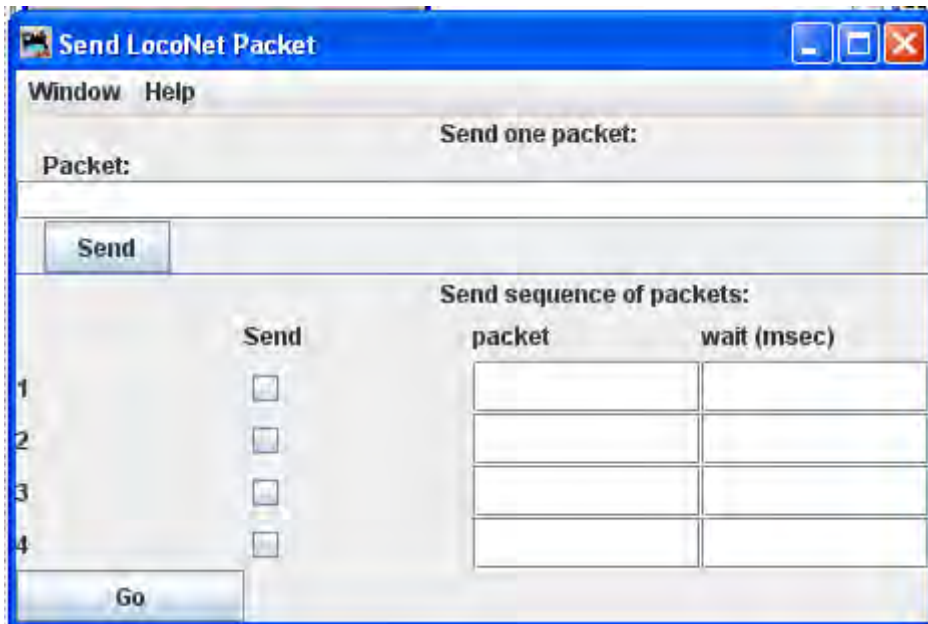 Send LocoNet Packet
Window Help
Send one packet:
Packet:
Send
Send sequence of packets:
Send packet wait (msec)
1
2
3
4
Go